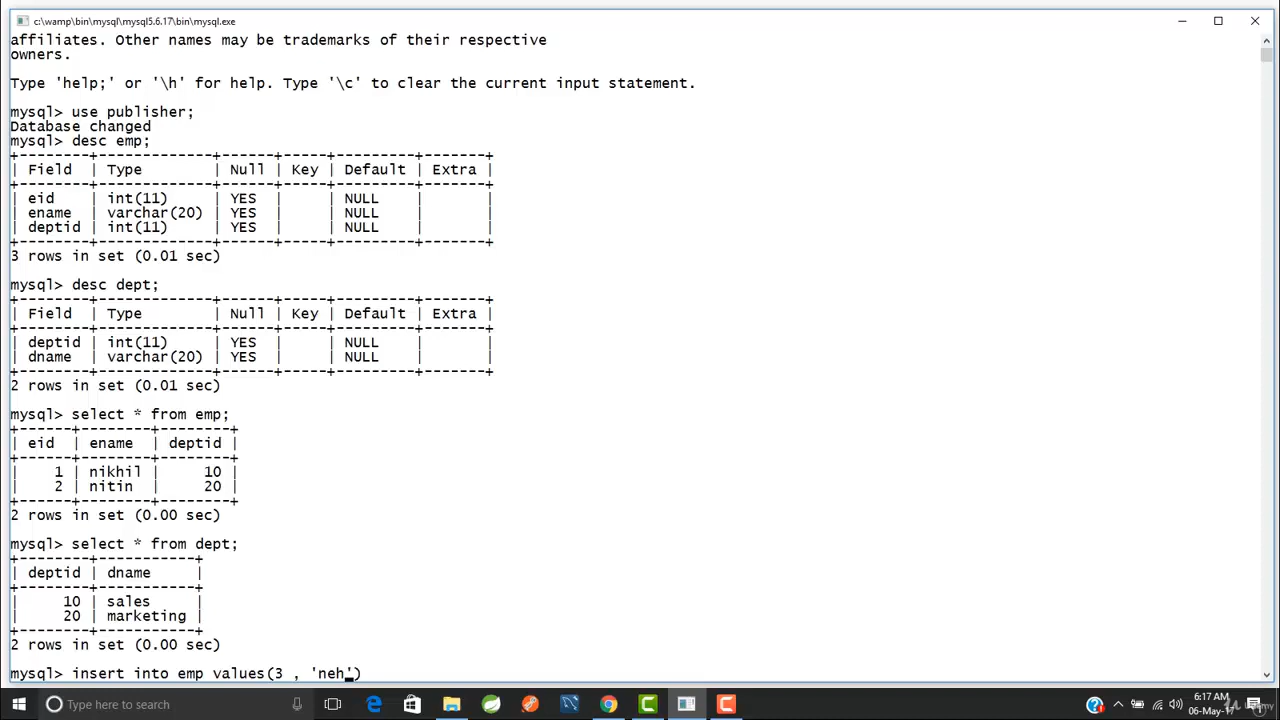 c:\wamp\bin\mysql\mysql5.6.17\bin\mysql.exe
affiliates. Other names may be trademarks of their respective
owners.
Type 'help;' or '\h' for help. Type '\c' to clear the current input statement.
mysql> use publisher;
Database changed
mysql> desc emp;
+---------+-------------+------+-----+---------+-------+
| Field  | Type        | Null | Key | Default | Extra |
+---------+-------------+------+-----+---------+-------+
| eid    | int(11)     | YES  |     | NULL    |       |
| ename  | varchar(20) | YES  |     | NULL    |       |
| deptid | int(11)     | YES  |     | NULL    |       |
+---------+-------------+------+-----+---------+-------+
3 rows in set (0.01 sec)
mysql> desc dept;
+---------+-------------+------+-----+---------+-------+
| Field  | Type        | Null | Key | Default | Extra |
+---------+-------------+------+-----+---------+-------+
| deptid | int(11)     | YES  |     | NULL    |       |
| dname  | varchar(20) | YES  |     | NULL    |       |
+---------+-------------+------+-----+---------+-------+
2 rows in set (0.01 sec)
mysql> select * from emp;
+------+--------+--------+
| eid  | ename  | deptid |
+------+--------+--------+
|    1 | nikhil |     10 |
|    2 | nitin  |     20 |
+------+--------+--------+
2 rows in set (0.00 sec)
mysql> select * from dept;
+--------+-----------+
| deptid | dname     |
+--------+-----------+
|     10 | sales     |
|     20 | marketing |
+--------+-----------+
2 rows in set (0.00 sec)
mysql> insert into emp values(3 , 'neh')
Type here to search
6:17 AM